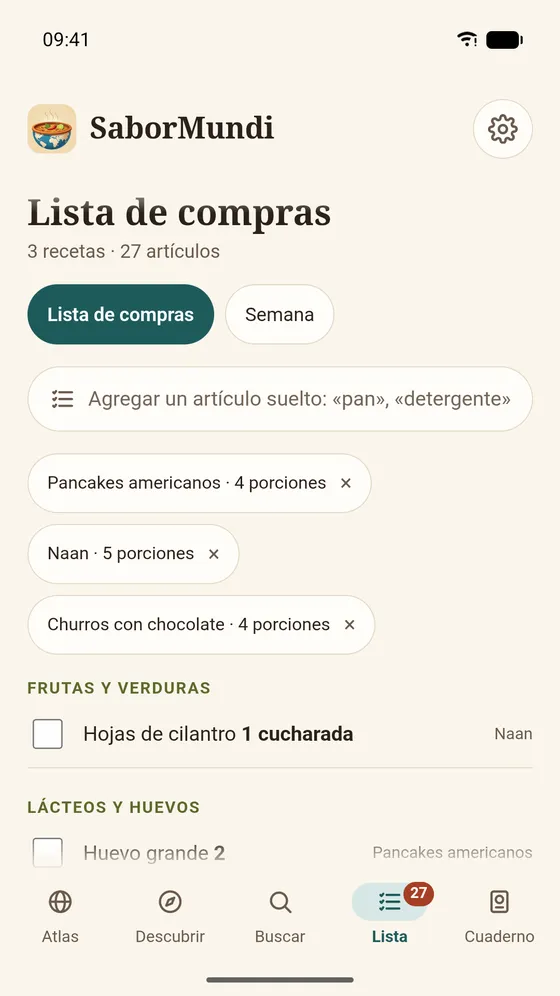 09:41
SaborMundi
Lista de compras
3 recetas · 27 artículos
Lista de compras
Semana
Agregar un artículo suelto: «pan», «detergente»
Pancakes americanos · 4 porciones ×
Naan · 5 porciones ×
Churros con chocolate · 4 porciones ×
FRUTAS Y VERDURAS
Hojas de cilantro 1 cucharada
Naan
LÁCTEOS Y HUEVOS
Huevo grande 2
Pancakes americanos
27
Atlas
Descubrir
Buscar
Lista
Cuaderno